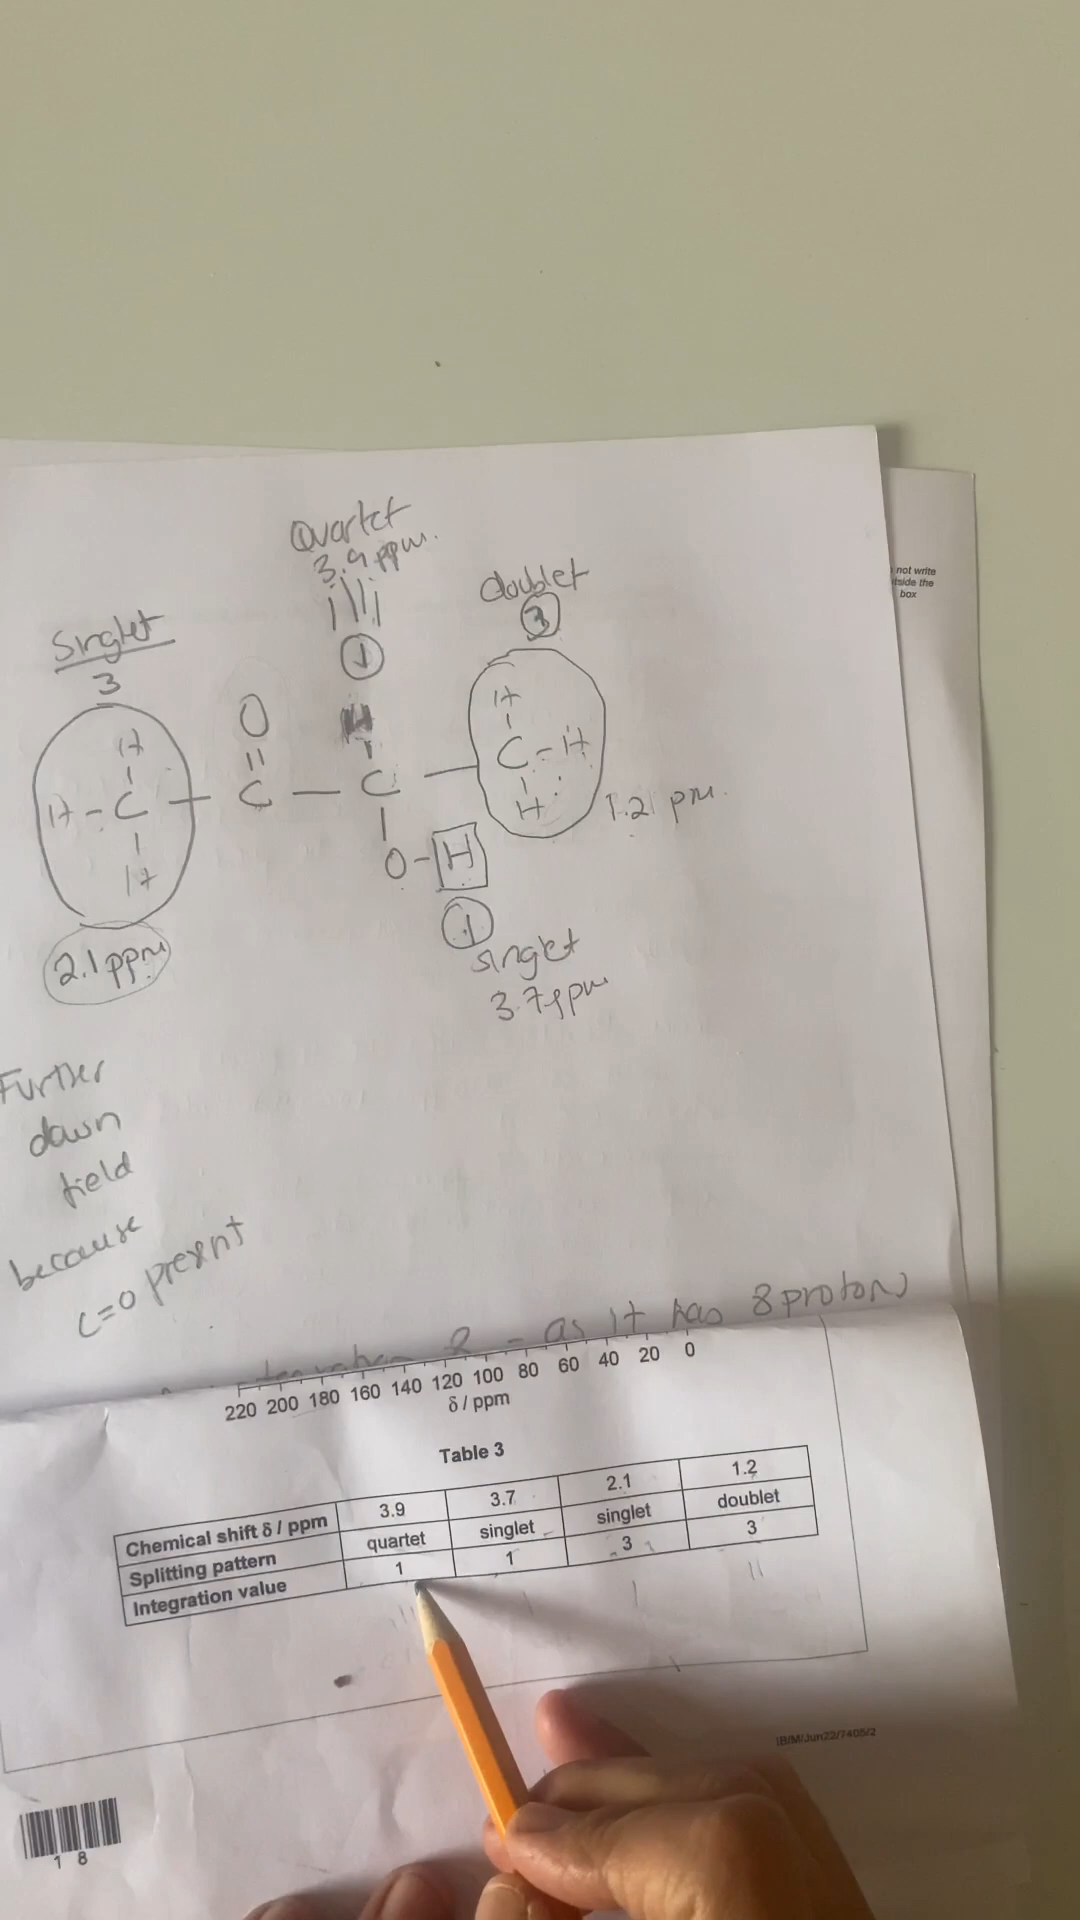 Quartet
3.9 ppm.
doublet
3
not write
tside the
box
Singlet
3
1
H
O
H
H
C - H
H - C - C - C -
H
H
O - H
1.21 ppm.
1
singlet
3.7 ppm
2.1 ppm
Further
down
field
because
C=O present
- as it has 8 proton
220 200 180 160 140 120 100 80 60 40 20 0
δ / ppm
Table 3
Chemical shift δ / ppm 3.9 3.7 2.1 1.2
Splitting pattern quartet singlet singlet doublet
Integration value 1 1 3 3
IB/M/Jun22/7405/2
1 8